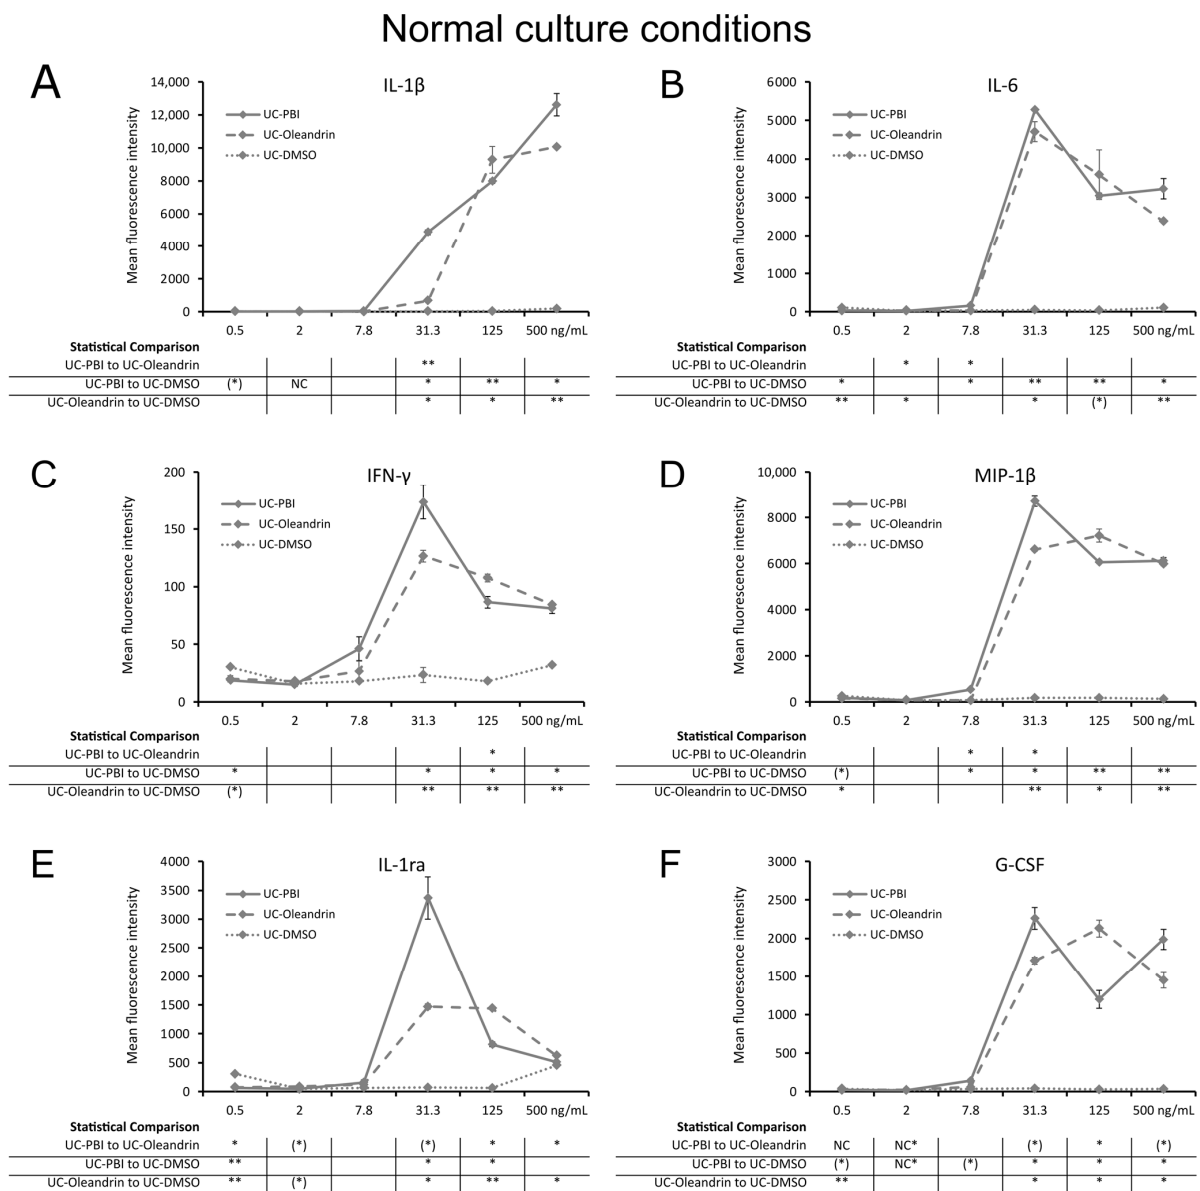 Normal culture conditions
A
IL-1β
Mean fluorescence intensity
14,000
12,000
10,000
8000
6000
4000
2000
0
UC-PBI
UC-Oleandrin
UC-DMSO
0.5 2 7.8 31.3 125 500 ng/mL
Statistical Comparison
UC-PBI to UC-Oleandrin **
UC-PBI to UC-DMSO (*) NC * ** *
UC-Oleandrin to UC-DMSO * * **
B
IL-6
Mean fluorescence intensity
6000
5000
4000
3000
2000
1000
0
UC-PBI
UC-Oleandrin
UC-DMSO
0.5 2 7.8 31.3 125 500 ng/mL
Statistical Comparison
UC-PBI to UC-Oleandrin * *
UC-PBI to UC-DMSO * * ** ** *
UC-Oleandrin to UC-DMSO ** * * (*) **
C
IFN-γ
Mean fluorescence intensity
200
150
100
50
0
UC-PBI
UC-Oleandrin
UC-DMSO
0.5 2 7.8 31.3 125 500 ng/mL
Statistical Comparison
UC-PBI to UC-Oleandrin *
UC-PBI to UC-DMSO * * * *
UC-Oleandrin to UC-DMSO (*) ** ** **
D
MIP-1β
Mean fluorescence intensity
10,000
8000
6000
4000
2000
0
UC-PBI
UC-Oleandrin
UC-DMSO
0.5 2 7.8 31.3 125 500 ng/mL
Statistical Comparison
UC-PBI to UC-Oleandrin * *
UC-PBI to UC-DMSO (*) * * ** **
UC-Oleandrin to UC-DMSO * ** * **
E
IL-1ra
Mean fluorescence intensity
4000
3500
3000
2500
2000
1500
1000
500
0
UC-PBI
UC-Oleandrin
UC-DMSO
0.5 2 7.8 31.3 125 500 ng/mL
Statistical Comparison
UC-PBI to UC-Oleandrin * (*) (*) * *
UC-PBI to UC-DMSO ** * *
UC-Oleandrin to UC-DMSO ** (*) * ** *
F
G-CSF
Mean fluorescence intensity
3000
2500
2000
1500
1000
500
0
UC-PBI
UC-Oleandrin
UC-DMSO
0.5 2 7.8 31.3 125 500 ng/mL
Statistical Comparison
UC-PBI to UC-Oleandrin NC NC* (*) * (*)
UC-PBI to UC-DMSO (*) NC* (*) * * *
UC-Oleandrin to UC-DMSO ** * * *